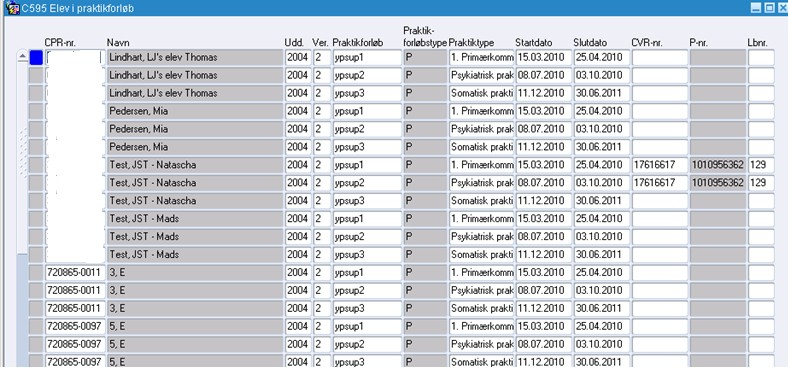 C595 Elev i praktikforløb
CPR-nr. Navn Udd. Ver. Praktikforløb Praktik-forløbstype Praktiktype Startdato Slutdato CVR-nr. P-nr. Lbnr.
Lindhart, LJ's elev Thomas 2004 2 ypsup1 P 1. Primærkomm 15.03.2010 25.04.2010
Lindhart, LJ's elev Thomas 2004 2 ypsup2 P Psykiatrisk prak 08.07.2010 03.10.2010
Lindhart, LJ's elev Thomas 2004 2 ypsup3 P Somatisk prakti 11.12.2010 30.06.2011
Pedersen, Mia 2004 2 ypsup1 P 1. Primærkomm 15.03.2010 25.04.2010
Pedersen, Mia 2004 2 ypsup2 P Psykiatrisk prak 08.07.2010 03.10.2010
Pedersen, Mia 2004 2 ypsup3 P Somatisk prakti 11.12.2010 30.06.2011
Test, JST - Natascha 2004 2 ypsup1 P 1. Primærkomm 15.03.2010 25.04.2010 17616617 1010956362 129
Test, JST - Natascha 2004 2 ypsup2 P Psykiatrisk prak 08.07.2010 03.10.2010 17616617 1010956362 129
Test, JST - Natascha 2004 2 ypsup3 P Somatisk prakti 11.12.2010 30.06.2011
Test, JST - Mads 2004 2 ypsup1 P 1. Primærkomm 15.03.2010 25.04.2010
Test, JST - Mads 2004 2 ypsup2 P Psykiatrisk prak 08.07.2010 03.10.2010
Test, JST - Mads 2004 2 ypsup3 P Somatisk prakti 11.12.2010 30.06.2011
720865-0011 3, E 2004 2 ypsup1 P 1. Primærkomm 15.03.2010 25.04.2010
720865-0011 3, E 2004 2 ypsup2 P Psykiatrisk prak 08.07.2010 03.10.2010
720865-0011 3, E 2004 2 ypsup3 P Somatisk prakti 11.12.2010 30.06.2011
720865-0097 5, E 2004 2 ypsup1 P 1. Primærkomm 15.03.2010 25.04.2010
720865-0097 5, E 2004 2 ypsup2 P Psykiatrisk prak 08.07.2010 03.10.2010
720865-0097 5, E 2004 2 ypsup3 P Somatisk prakti 11.12.2010 30.06.2011